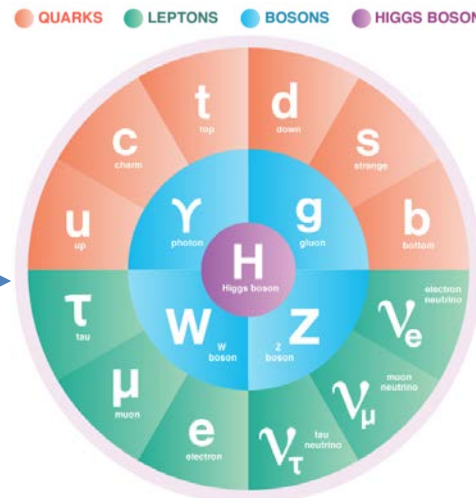 QUARKS LEPTONS BOSONS HIGGS BOSON
t
top
d
down
c
charm
s
strange
u
up
γ
photon
g
gluon
b
bottom
H
Higgs boson
τ
tau
W
W
boson
Z
Z
boson
νe
electron
neutrino
μ
muon
νμ
muon
neutrino
e
electron
ντ
tau
neutrino